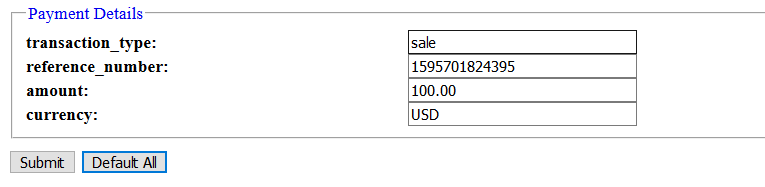 Payment Details
transaction_type: sale
reference_number: 1595701824395
amount: 100.00
currency: USD
Submit Default All